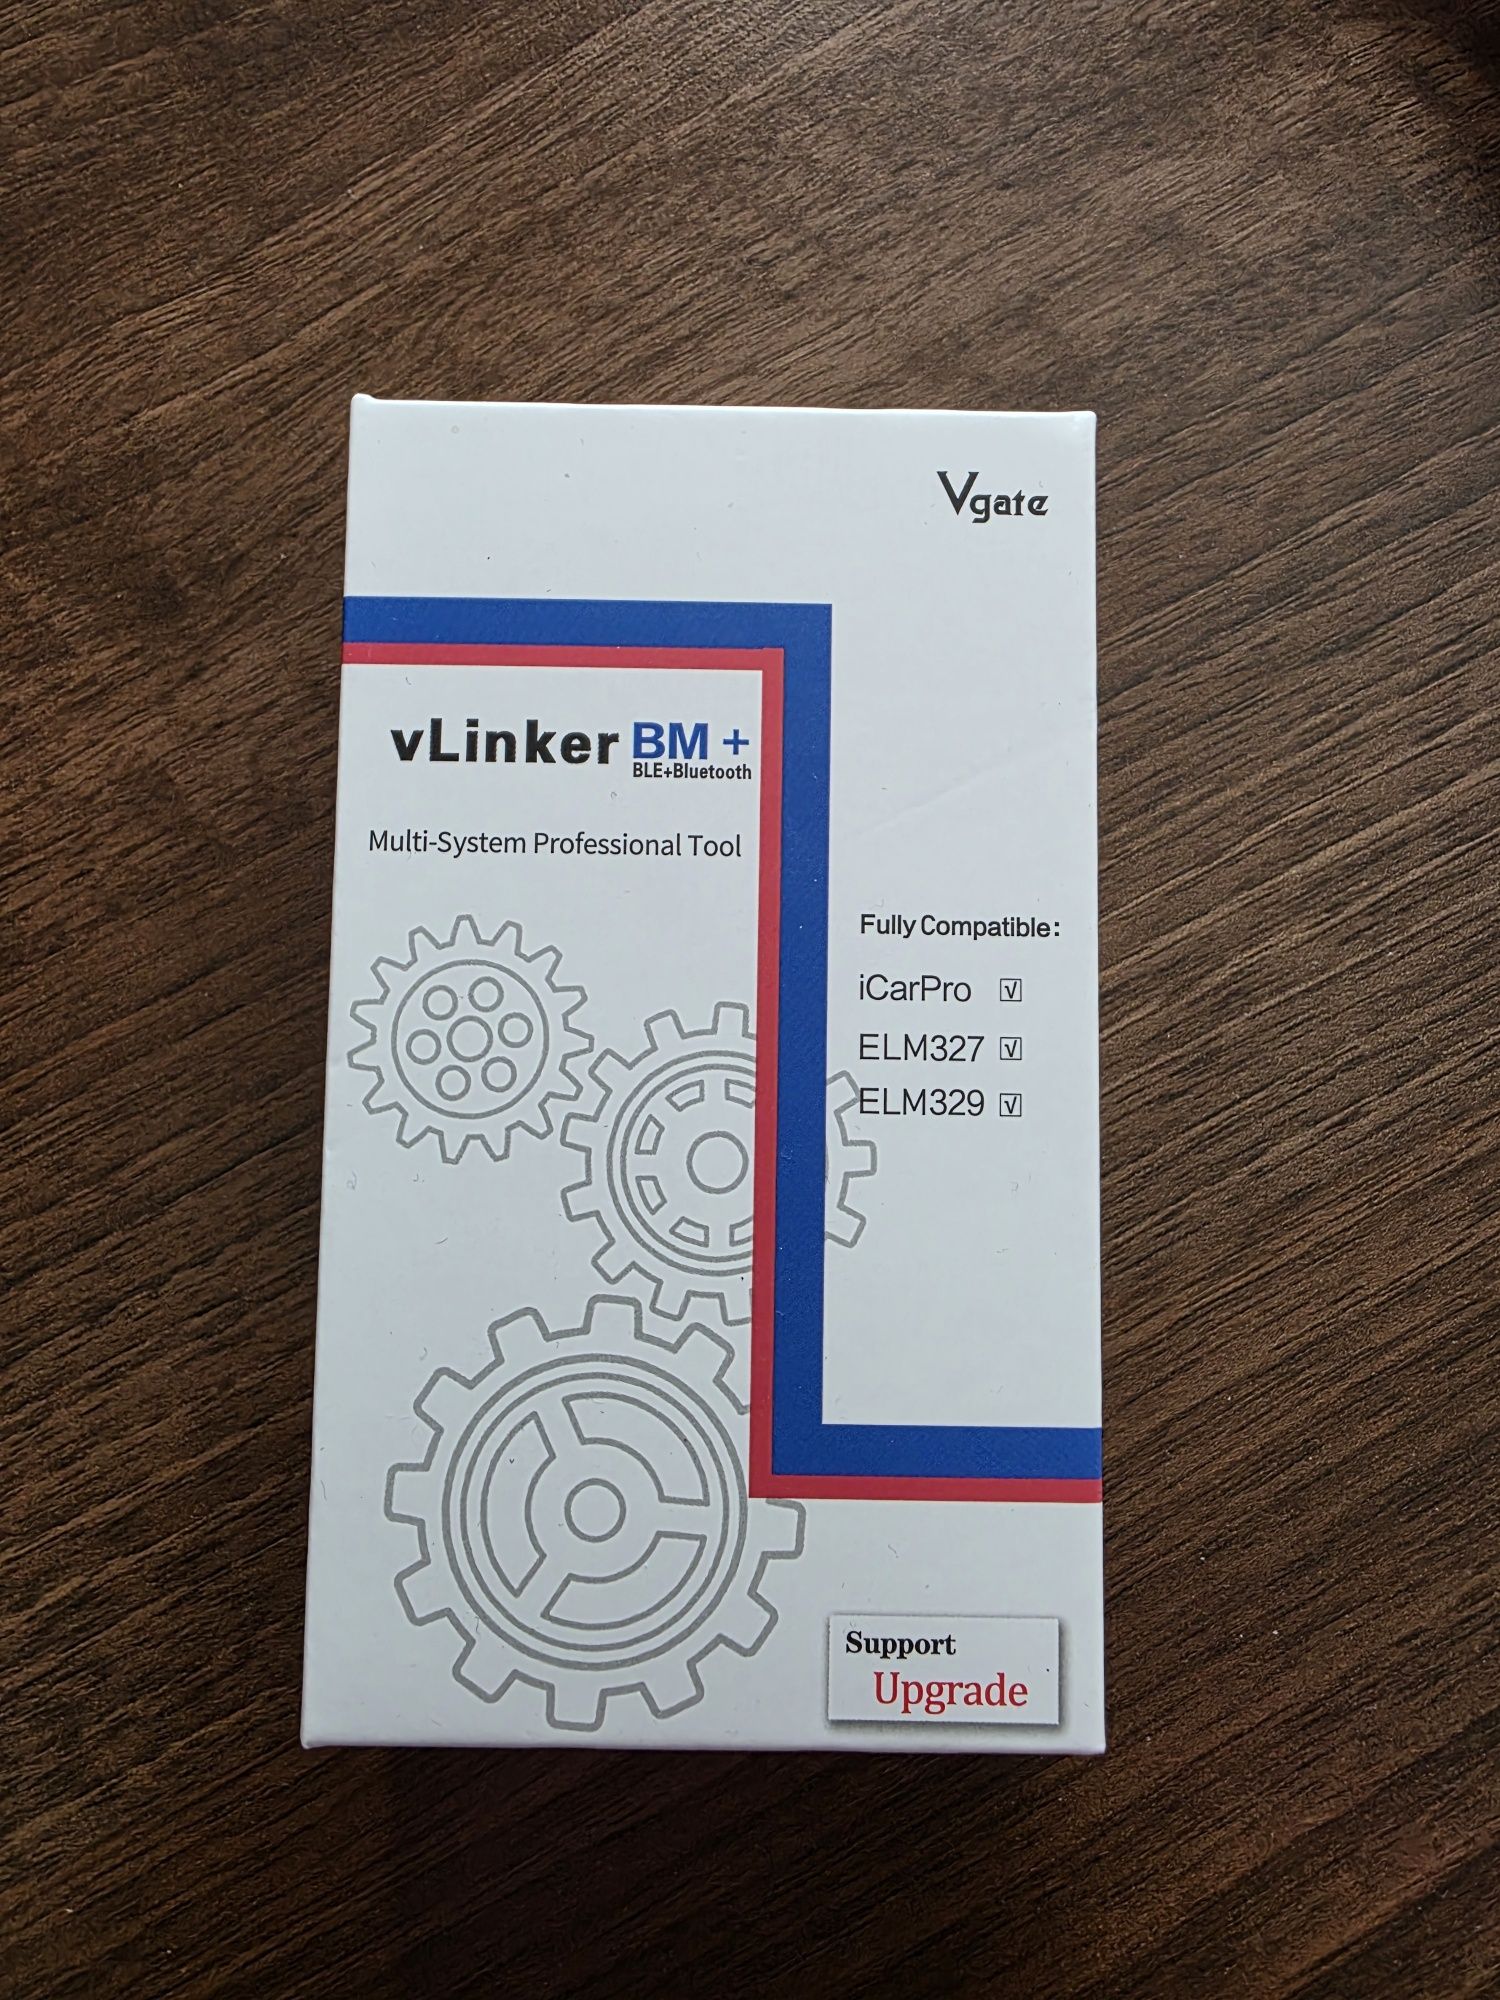 Vgate
vLinker BM +
BLE+Bluetooth
Multi-System Professional Tool
Fully Compatible:
iCarPro √
ELM327 √
ELM329 √
Support
Upgrade